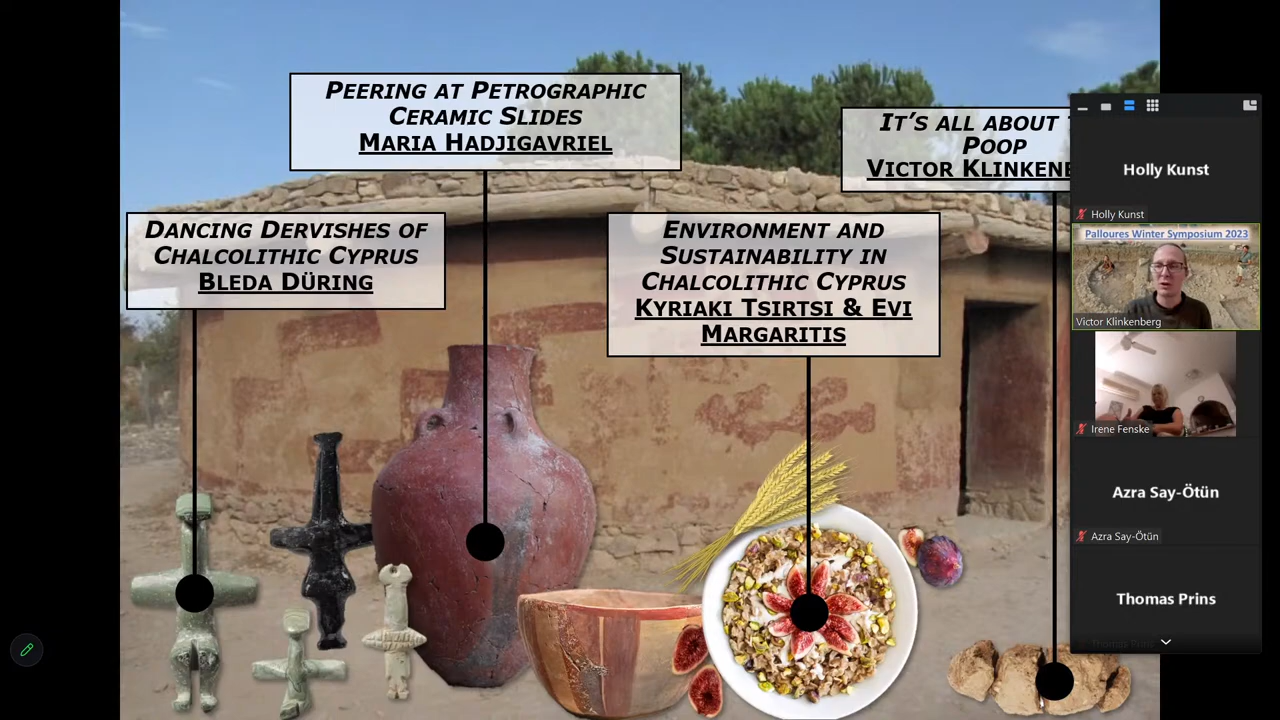 PEERING AT PETROGRAPHIC
CERAMIC SLIDES
MARIA HADJIGAVRIEL
IT'S ALL ABOUT
POOP
VICTOR
DANCING DERVISHES OF
CHALCOLITHIC CYPRUS
BLEDA DÜRING
ENVIRONMENT AND
SUSTAINABILITY IN
CHALCOLITHIC CYPRUS
KYRIAKI TSIRTSI & EVI
MARGARITIS
Holly Kunst
Holly Kunst
Palloures Winter Symposium 2023
Victor Klinkenberg
Irene Fenske
Azra Say-Ötün
Azra Say-Ötün
Thomas Prins